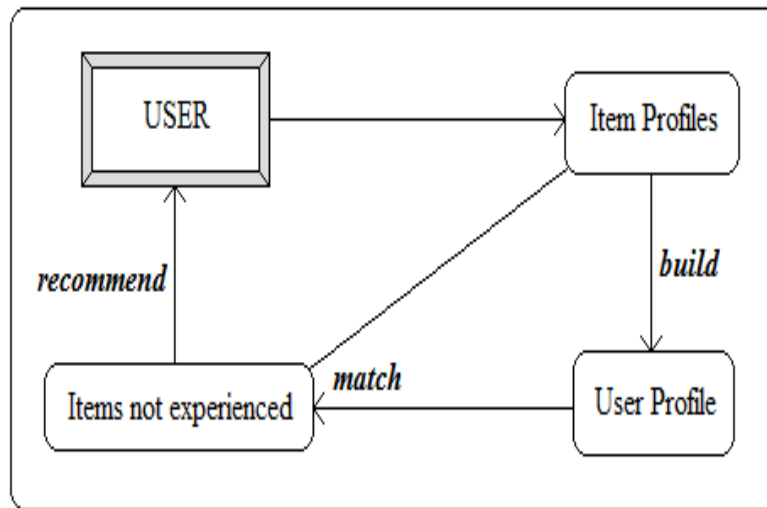 USER
Item Profiles
recommend
build
Items not experienced
match
User Profile